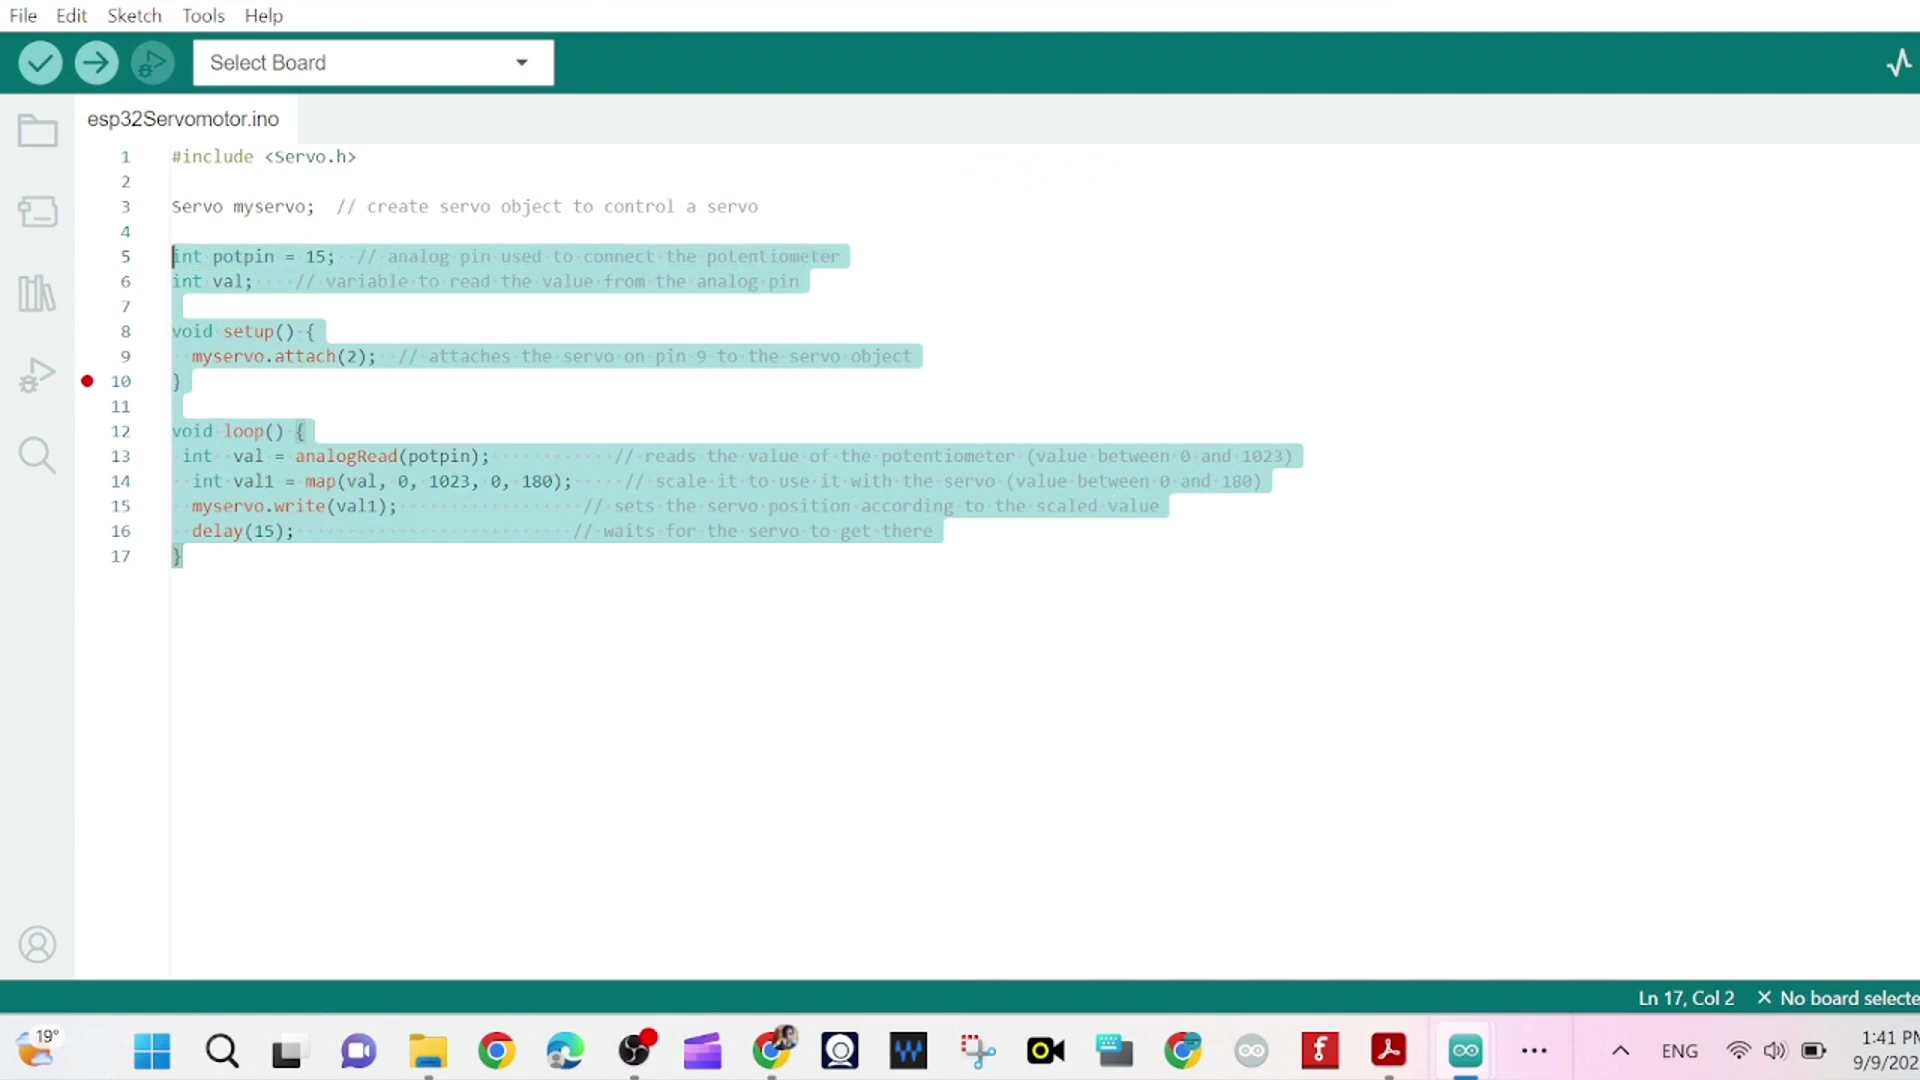 File Edit Sketch Tools Help
Select Board
esp32Servomotor.ino
1 #include <Servo.h>
2
3 Servo myservo; // create servo object to control a servo
4
5 int potpin = 15; // analog pin used to connect the potentiometer
6 int val; // variable to read the value from the analog pin
7
8 void setup() {
9 myservo.attach(2); // attaches the servo on pin 9 to the servo object
10 }
11
12 void loop() {
13 int val = analogRead(potpin); // reads the value of the potentiometer (value between 0 and 1023)
14 int val1 = map(val, 0, 1023, 0, 180); // scale it to use it with the servo (value between 0 and 180)
15 myservo.write(val1); // sets the servo position according to the scaled value
16 delay(15); // waits for the servo to get there
17 }
Ln 17, Col 2 × No board selecte
19°
ENG
1:41 PM
9/9/202